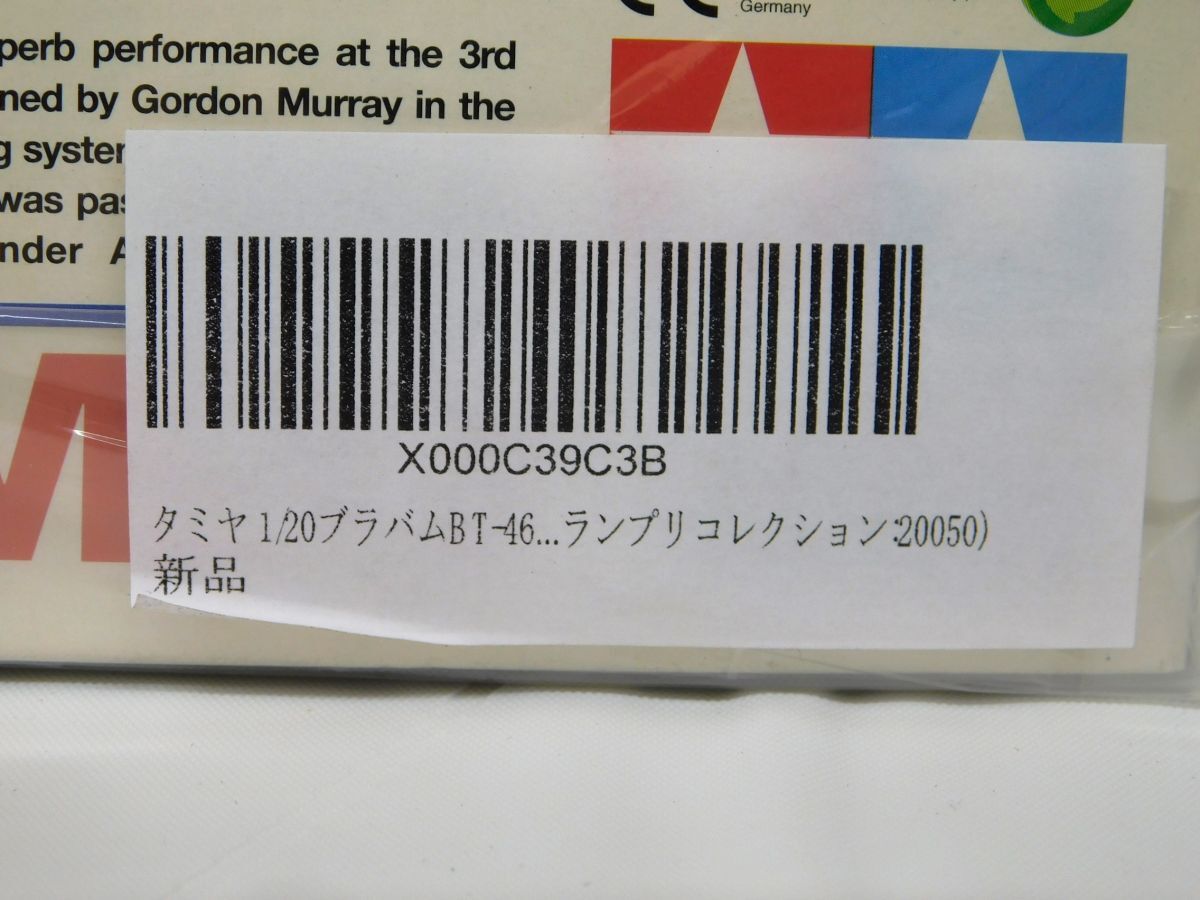 Germany
perb performance at the 3rd
ned by Gordon Murray in the
g system
was pas
nder A
X000C39C3B
タミヤ 1/20ブラバムBT-46...ランプリコレクション:20050)
新品